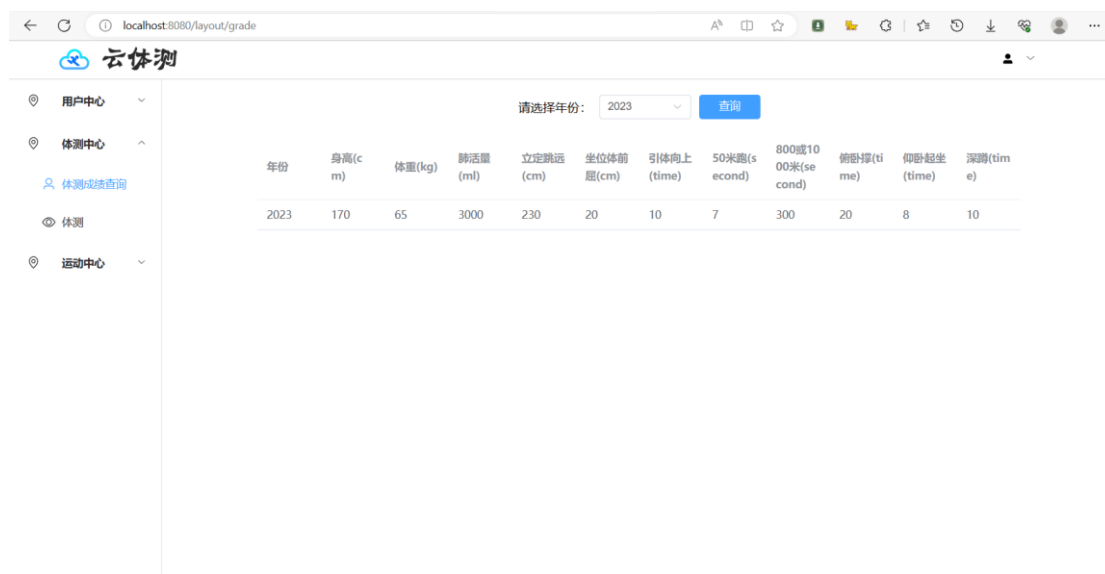 localhost:8080/layout/grade
云体测
用户中心
请选择年份: 2023 查询
体测中心
体测成绩查询
体测
运动中心
年份 身高(c
m) 体重(kg) 肺活量
(ml) 立定跳远
(cm) 坐位体前
屈(cm) 引体向上
(time) 50米跑(s
econd) 800或10
00米(se
cond) 俯卧撑(ti
me) 仰卧起坐
(time) 深蹲(tim
e)
2023 170 65 3000 230 20 10 7 300 20 8 10